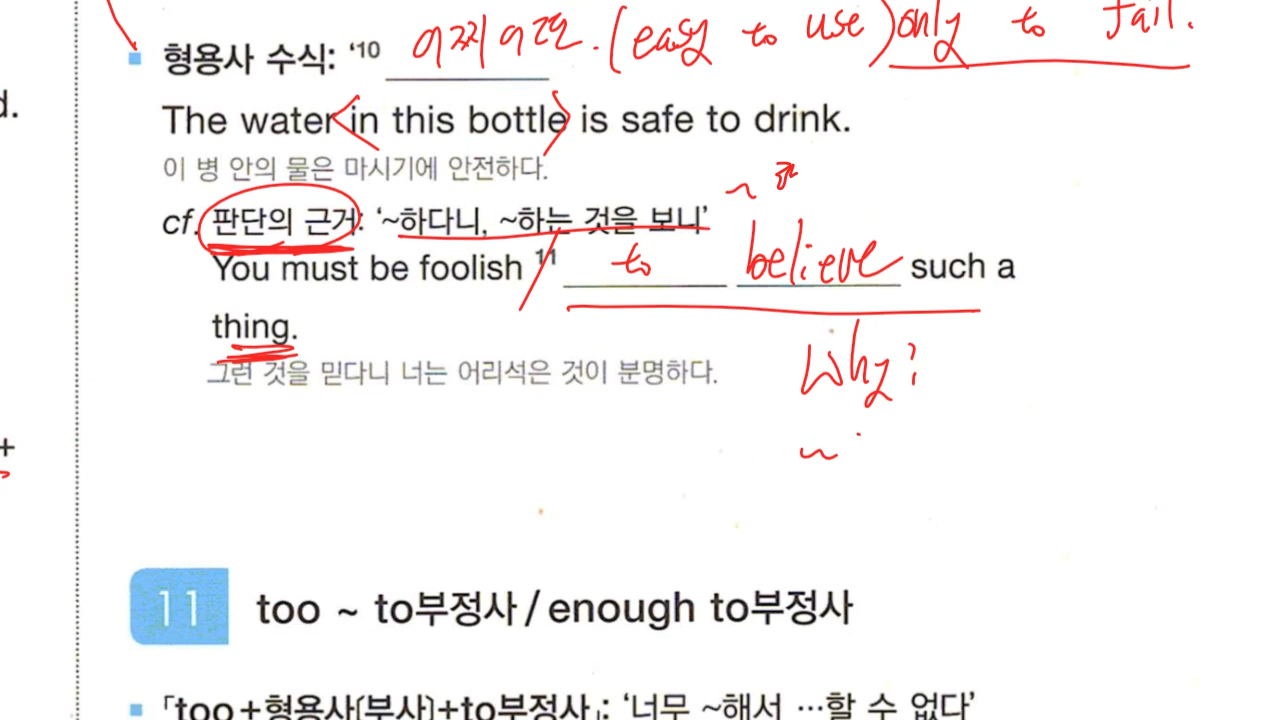 (easy to use) only to fail.
▪ 형용사 수식: ‘10
The water <in this bottle> is safe to drink.
d.
이 병 안의 물은 마시기에 안전하다.
cf. 판단의 근거: ‘~하다니, ~하는 것을 보니’
You must be foolish / 11 to believe such a
thing.
Why?
그런 것을 믿다니 너는 어리석은 것이 분명하다.
+
11 too ~ to부정사 / enough to부정사
▪ 「too+형용사[부사]+to부정사」: ‘너무 ~해서 …할 수 없다’